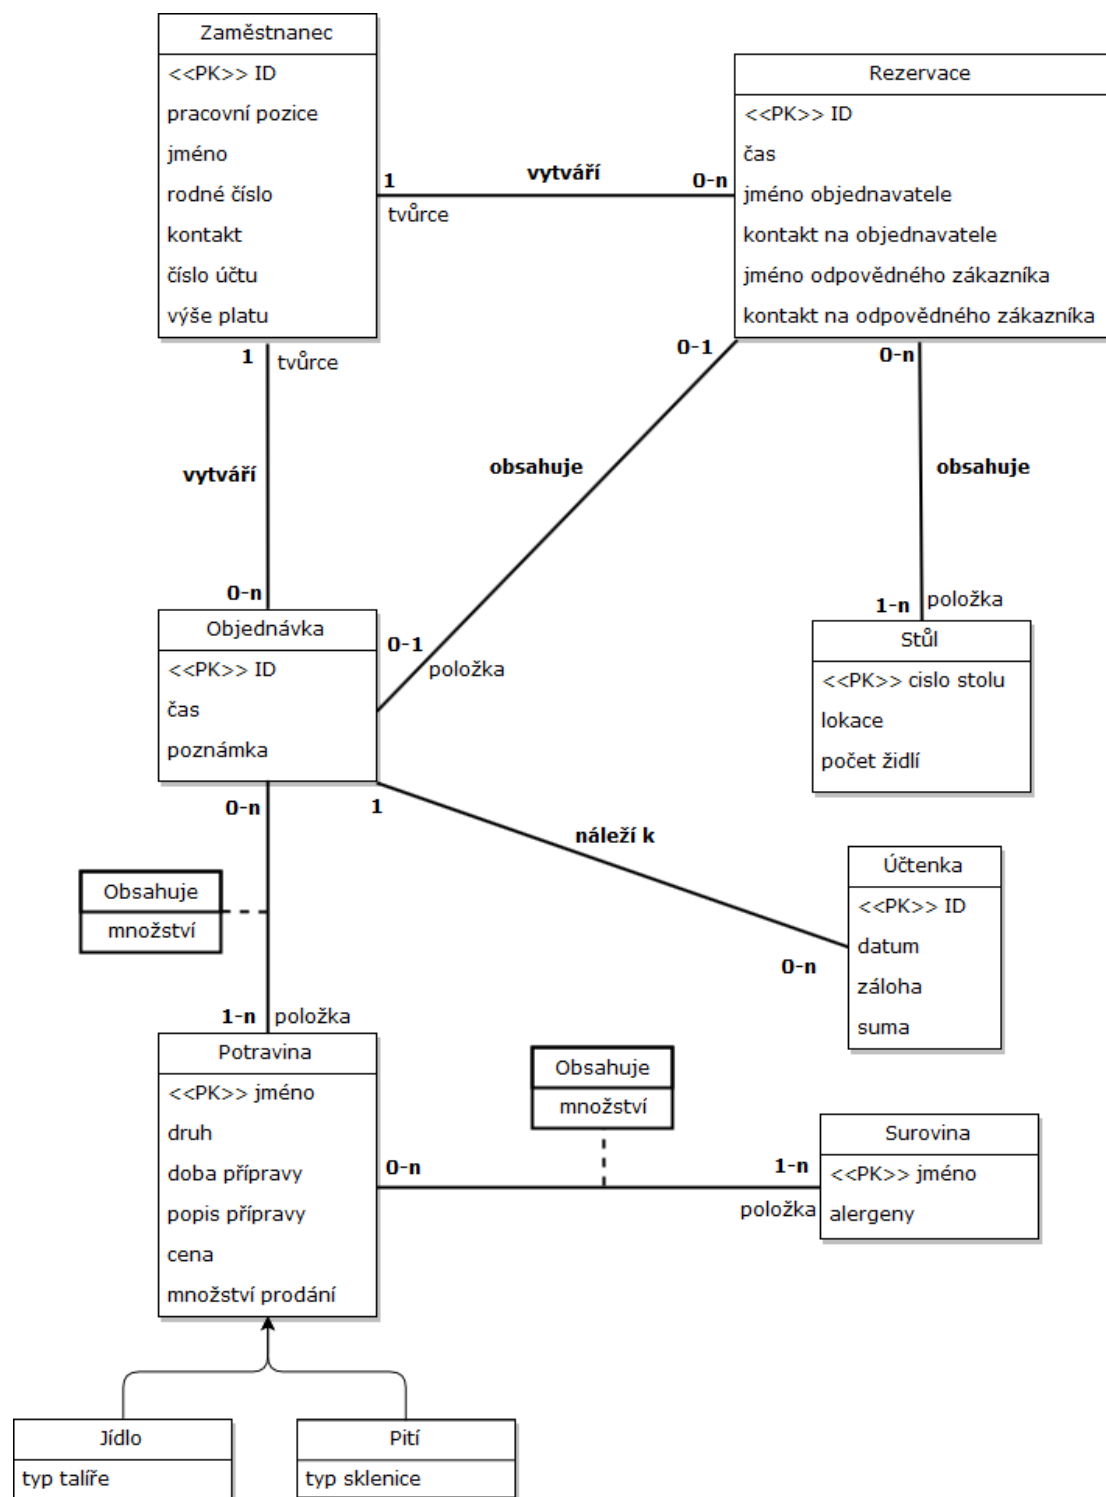 Zaměstnanec
<<PK>> ID
pracovní pozice
jméno
rodné číslo
kontakt
číslo účtu
výše platu
Rezervace
<<PK>> ID
čas
jméno objednavatele
kontakt na objednavatele
jméno odpovědného zákazníka
kontakt na odpovědného zákazníka
1
vytváří
0-n
tvůrce
1
tvůrce
vytváří
0-n
0-1
obsahuje
0-1
položka
0-n
obsahuje
1-n
položka
Objednávka
<<PK>> ID
čas
poznámka
Stůl
<<PK>> cislo stolu
lokace
počet židlí
0-n
1
náleží k
0-n
Účtenka
<<PK>> ID
datum
záloha
suma
Obsahuje
množství
1-n
položka
Potravina
<<PK>> jméno
druh
doba přípravy
popis přípravy
cena
množství prodání
Obsahuje
množství
0-n
1-n
položka
Surovina
<<PK>> jméno
alergeny
Jídlo
typ talíře
Pití
typ sklenice